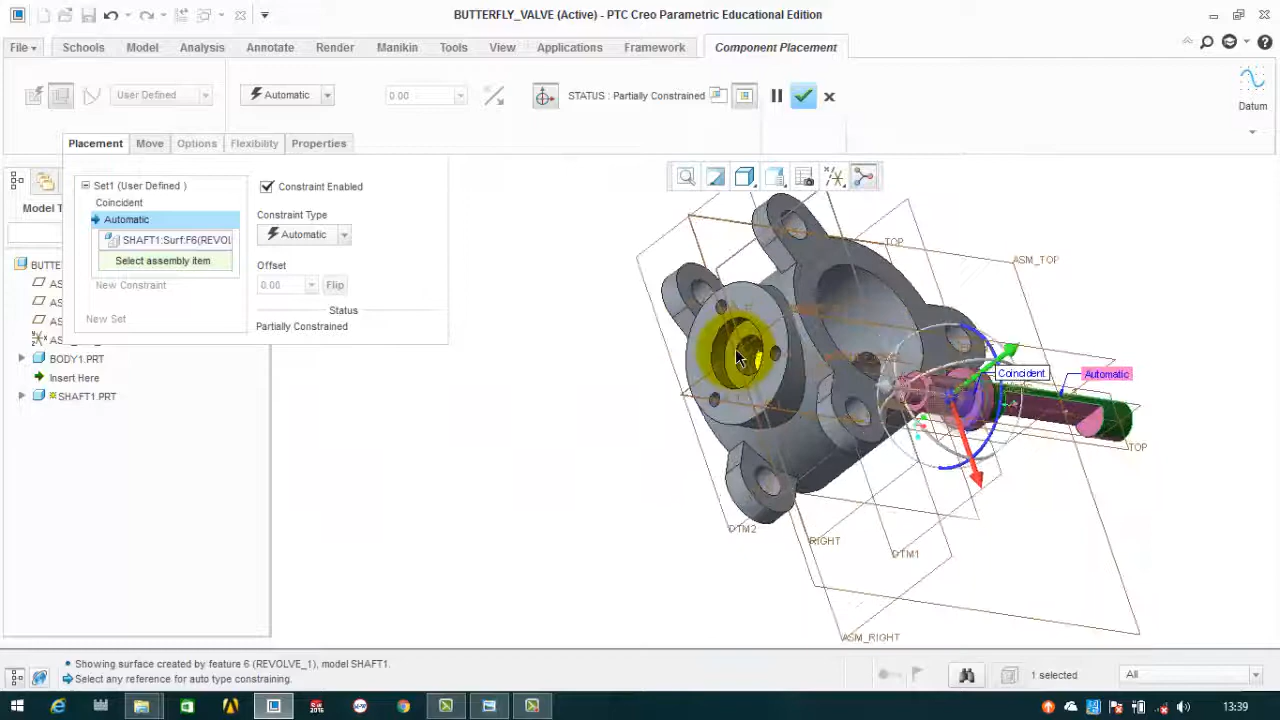 BUTTERFLY_VALVE (Active) - PTC Creo Parametric Educational Edition
File Schools Model Analysis Annotate Render Manikin Tools View Applications Framework Component Placement
User Defined Automatic 0.00 STATUS : Partially Constrained
Datum
Placement Move Options Flexibility Properties
Set1 (User Defined )
Coincident
Automatic
SHAFT1:Surf:F6(REVOL
Select assembly item
New Constraint
New Set
Constraint Enabled
Constraint Type
Automatic
Offset
0.00 Flip
Status
Partially Constrained
Model T
BUTTE
AS
AS
AS
BODY1.PRT
Insert Here
SHAFT1.PRT
TOP
ASM_TOP
Coincident
Automatic
TOP
DTM2
RIGHT
DTM1
ASM_RIGHT
Showing surface created by feature 6 (REVOLVE_1), model SHAFT1.
Select any reference for auto type constraining.
1 selected
All
13:39